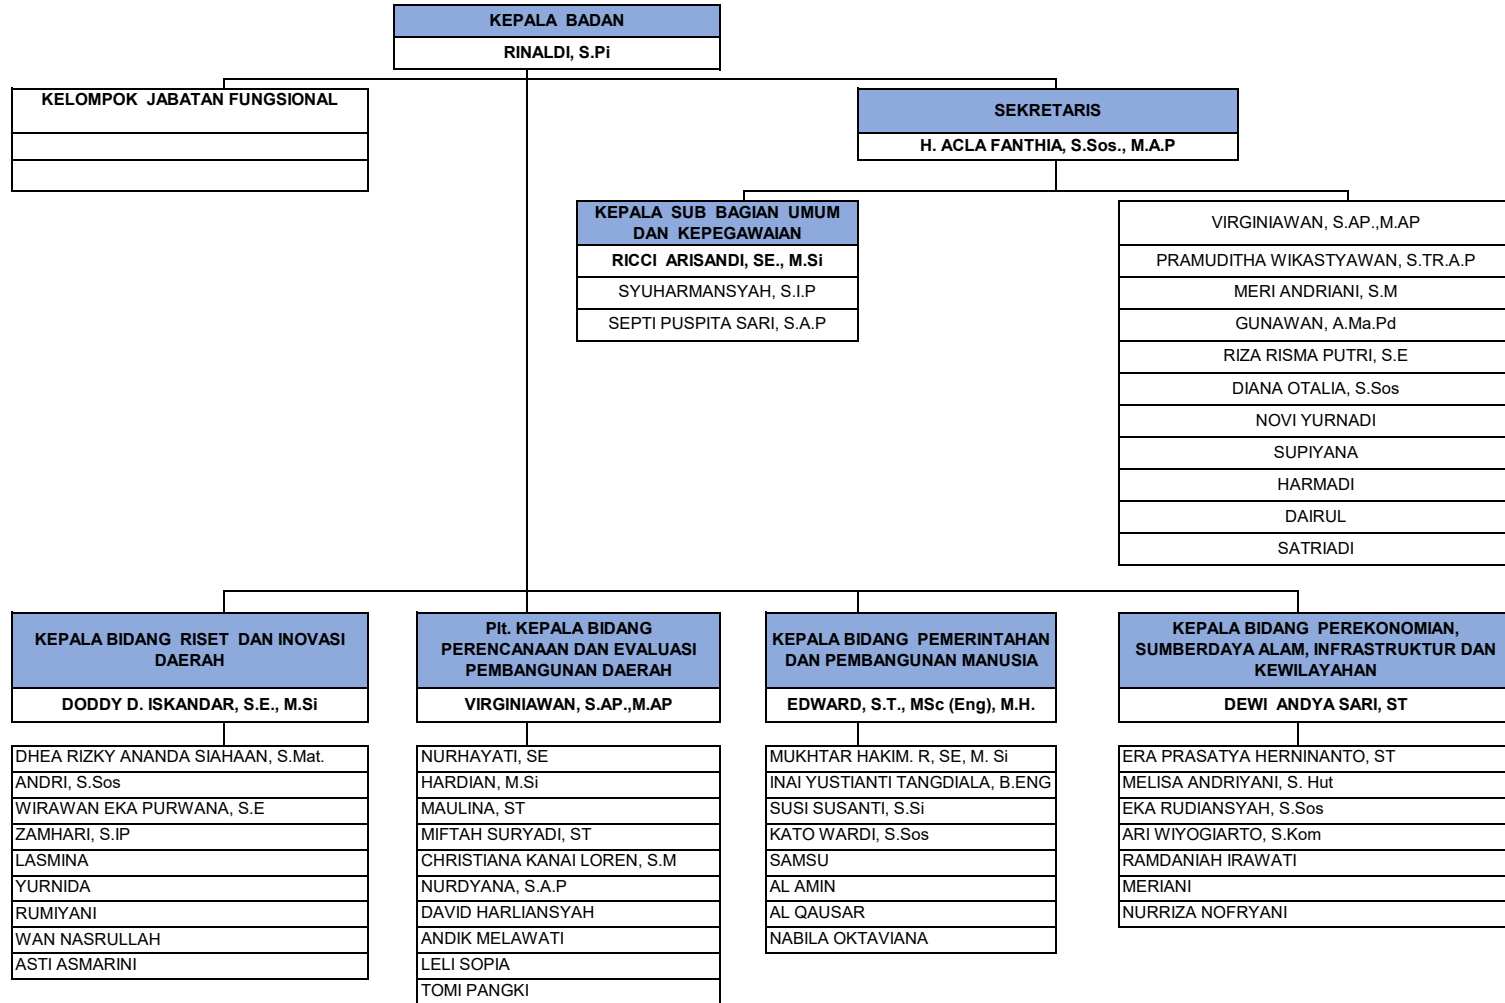 KEPALA BADAN
RINALDI, S.Pi
KELOMPOK JABATAN FUNGSIONAL
SEKRETARIS
H. ACLA FANTHIA, S.Sos., M.A.P
KEPALA SUB BAGIAN UMUM
DAN KEPEGAWAIAN
RICCI ARISANDI, SE., M.Si
SYUHARMANSYAH, S.I.P
SEPTI PUSPITA SARI, S.A.P
VIRGINIAWAN, S.AP.,M.AP
PRAMUDITHA WIKASTYAWAN, S.TR.A.P
MERI ANDRIANI, S.M
GUNAWAN, A.Ma.Pd
RIZA RISMA PUTRI, S.E
DIANA OTALIA, S.Sos
NOVI YURNADI
SUPIYANA
HARMADI
DAIRUL
SATRIADI
KEPALA BIDANG RISET DAN INOVASI
DAERAH
DODDY D. ISKANDAR, S.E., M.Si
DHEA RIZKY ANANDA SIAHAAN, S.Mat.
ANDRI, S.Sos
WIRAWAN EKA PURWANA, S.E
ZAMHARI, S.IP
LASMINA
YURNIDA
RUMIYANI
WAN NASRULLAH
ASTI ASMARINI
Plt. KEPALA BIDANG
PERENCANAAN DAN EVALUASI
PEMBANGUNAN DAERAH
VIRGINIAWAN, S.AP.,M.AP
NURHAYATI, SE
HARDIAN, M.Si
MAULINA, ST
MIFTAH SURYADI, ST
CHRISTIANA KANAI LOREN, S.M
NURDYANA, S.A.P
DAVID HARLIANSYAH
ANDIK MELAWATI
LELI SOPIA
TOMI PANGKI
KEPALA BIDANG PEMERINTAHAN
DAN PEMBANGUNAN MANUSIA
EDWARD, S.T., MSc (Eng), M.H.
MUKHTAR HAKIM. R, SE, M. Si
INAI YUSTIANTI TANGDIALA, B.ENG
SUSI SUSANTI, S.Si
KATO WARDI, S.Sos
SAMSU
AL AMIN
AL QAUSAR
NABILA OKTAVIANA
KEPALA BIDANG PEREKONOMIAN,
SUMBERDAYA ALAM, INFRASTRUKTUR DAN
KEWILAYAHAN
DEWI ANDYA SARI, ST
ERA PRASATYA HERNINANTO, ST
MELISA ANDRIYANI, S. Hut
EKA RUDIANSYAH, S.Sos
ARI WIYOGIARTO, S.Kom
RAMDANIAH IRAWATI
MERIANI
NURRIZA NOFRYANI